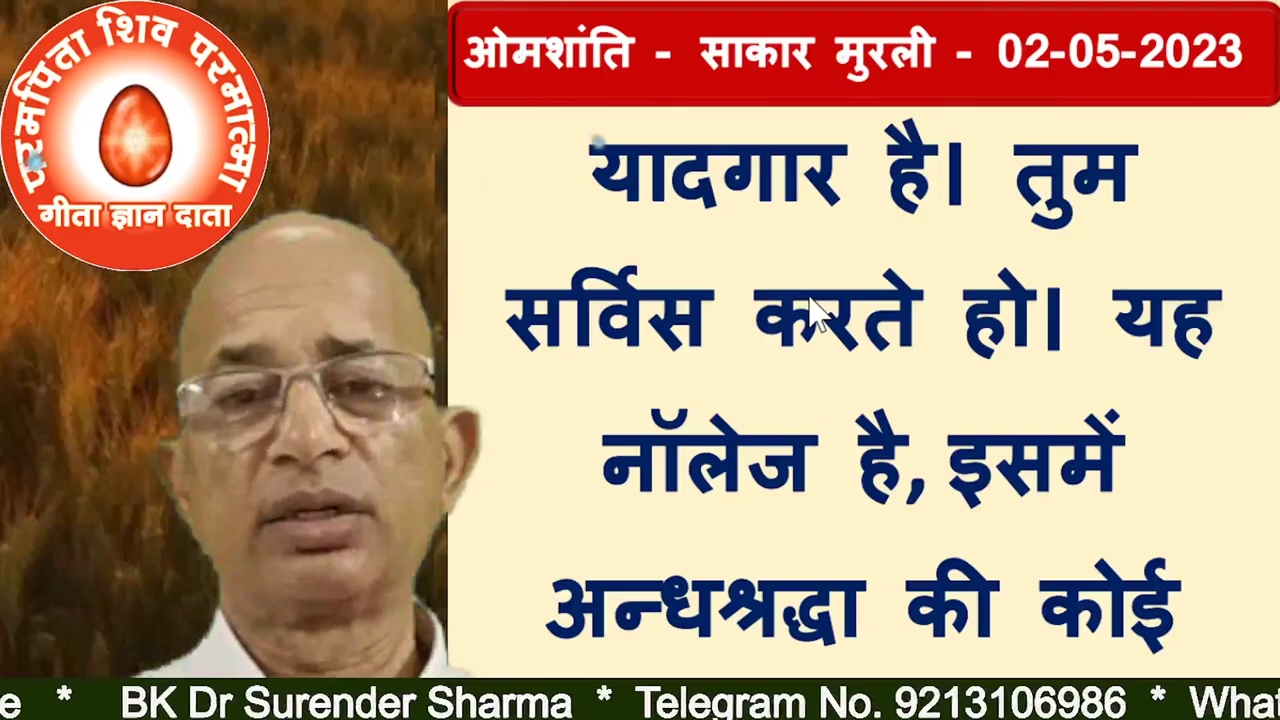 परमपिता शिव परमात्मा
गीता ज्ञान दाता
ओमशांति - साकार मुरली - 02-05-2023
यादगार है। तुम
सर्विस करते हो। यह
नॉलेज है, इसमें
अन्धश्रद्धा की कोई
e * BK Dr Surender Sharma * Telegram No. 9213106986 * What